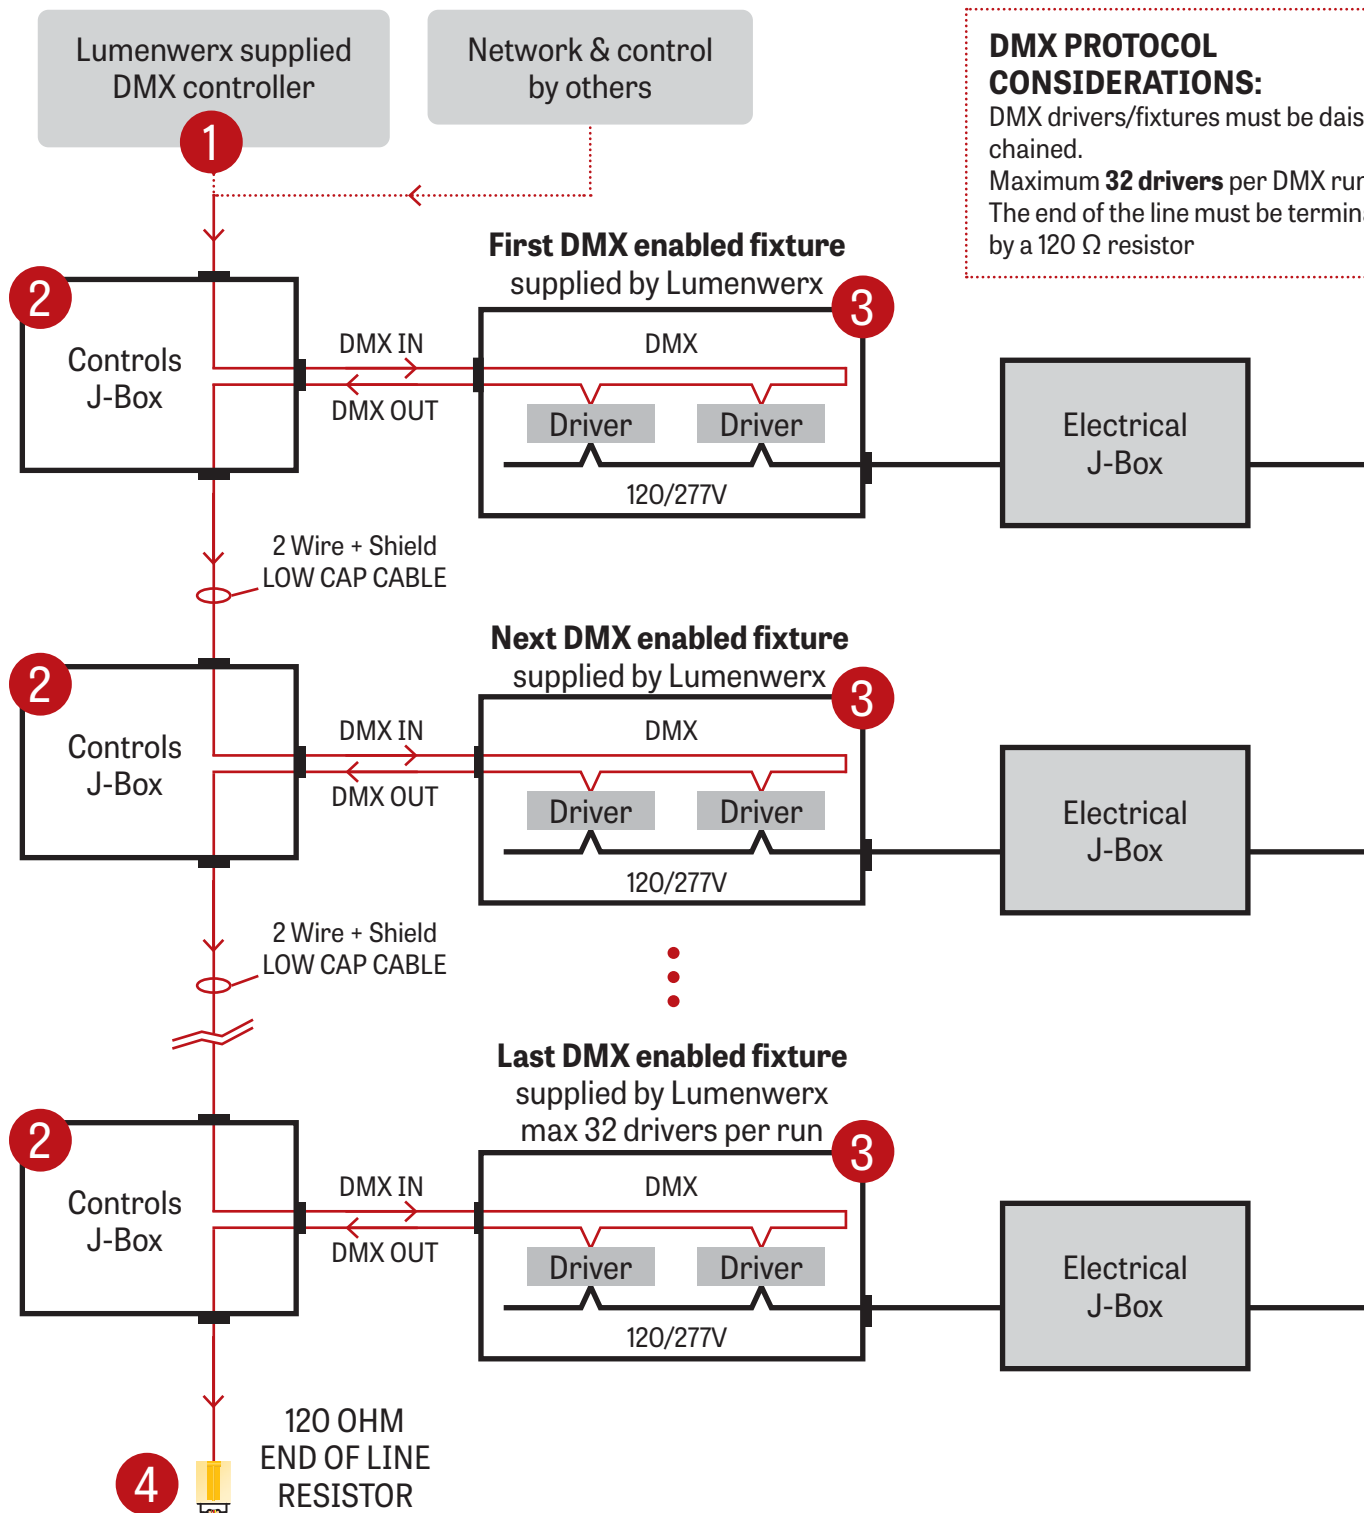 Lumenwerx supplied
DMX controller
1
Network & control
by others
DMX PROTOCOL
CONSIDERATIONS:
DMX drivers/fixtures must be dais
chained.
Maximum 32 drivers per DMX run
The end of the line must be termina
by a 120 Ω resistor
First DMX enabled fixture
supplied by Lumenwerx
2
Controls
J-Box
DMX IN
DMX OUT
3
DMX
Driver
Driver
120/277V
Electrical
J-Box
2 Wire + Shield
LOW CAP CABLE
Next DMX enabled fixture
supplied by Lumenwerx
2
Controls
J-Box
DMX IN
DMX OUT
3
DMX
Driver
Driver
120/277V
Electrical
J-Box
2 Wire + Shield
LOW CAP CABLE
Last DMX enabled fixture
supplied by Lumenwerx
max 32 drivers per run
2
Controls
J-Box
DMX IN
DMX OUT
3
DMX
Driver
Driver
120/277V
Electrical
J-Box
4
120 OHM
END OF LINE
RESISTOR